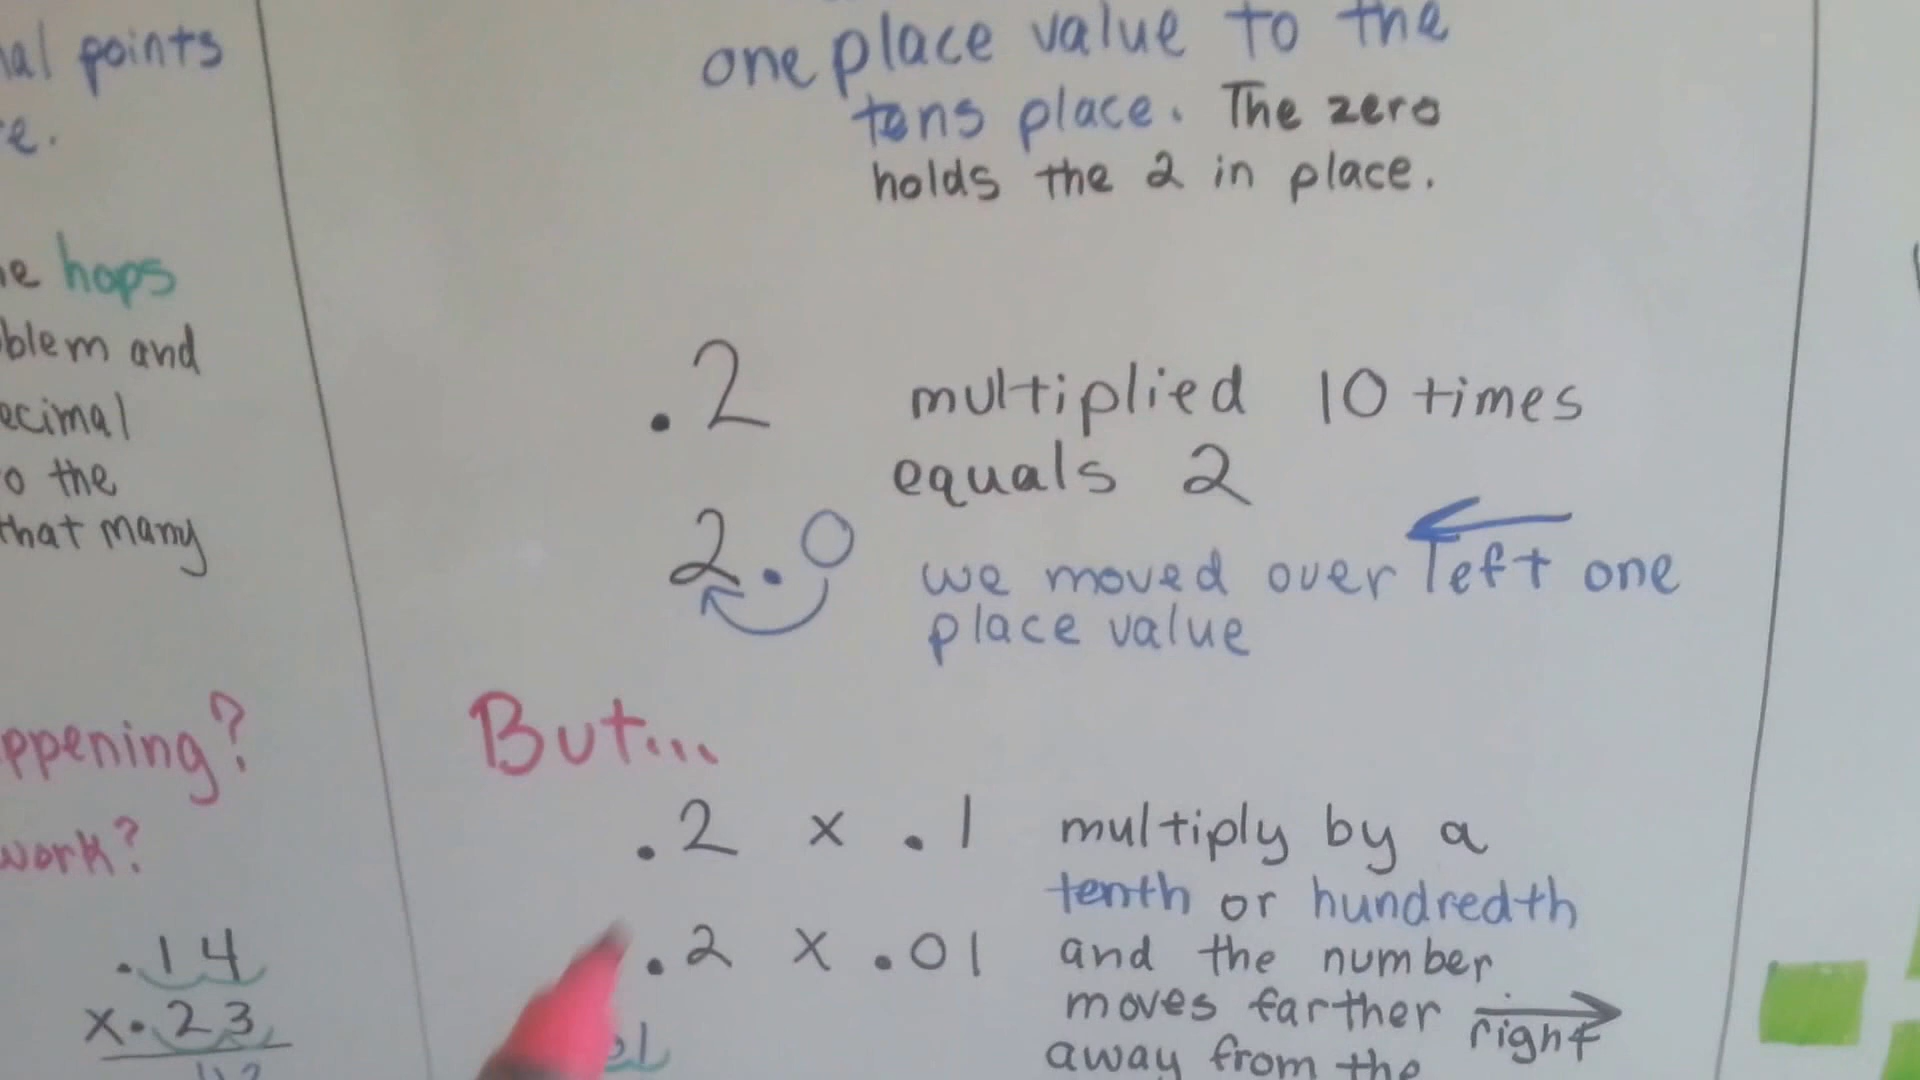 al points
e.
e hops
blem and
ecimal
o the
that many
ppening?
work?
.14
x.23
one place value to the
tens place. The zero
holds the 2 in place.
.2 multiplied 10 times
equals 2
2.0 we moved over left one
place value
But...
.2 x .1 multiply by a
tenth or hundredth
.2 x .01 and the number
moves farther right
away from the